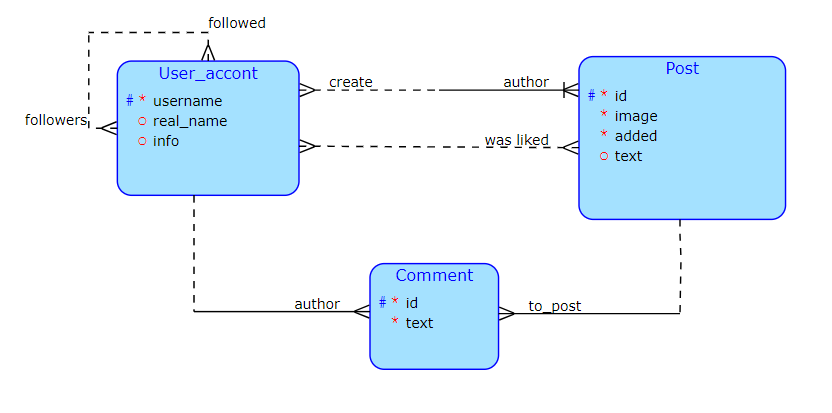 followed
User_accont
# * username
○ real_name
○ info
followers
create
author
was liked
Post
# * id
* image
* added
○ text
Comment
# * id
* text
author
to_post